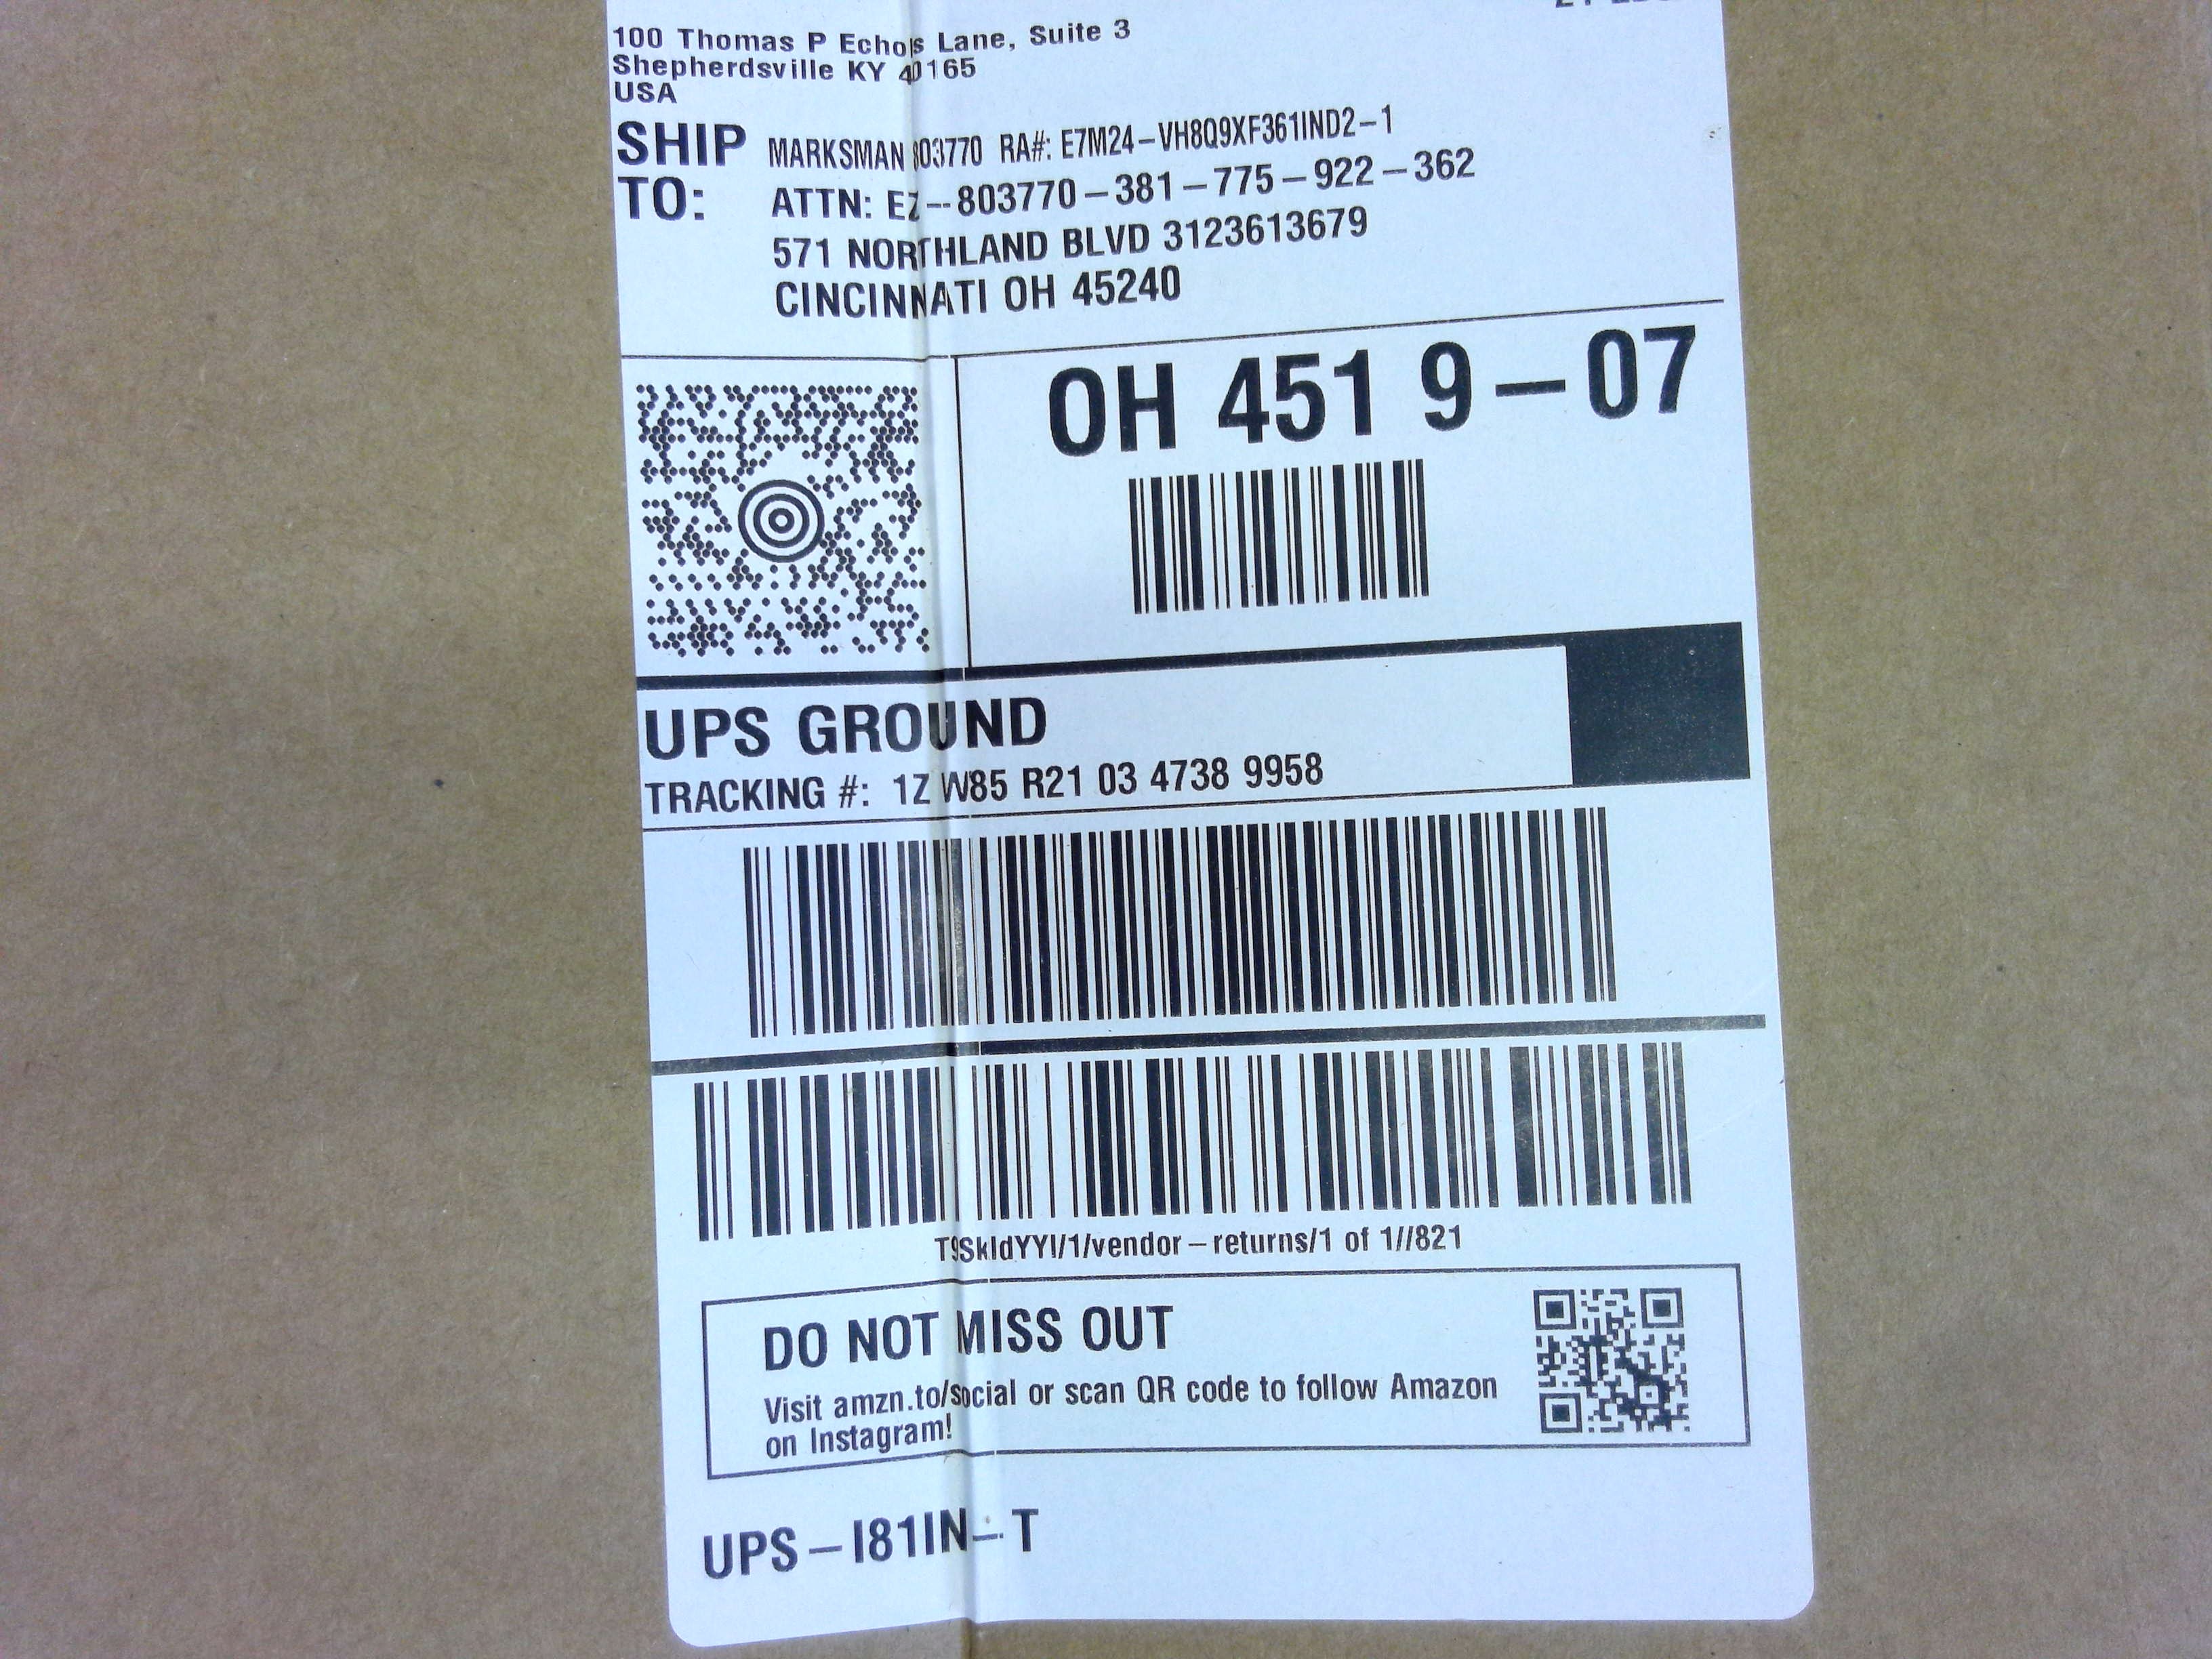 100 Thomas P Echols Lane, Suite 3
Shepherdsville KY 40165
USA
SHIP TO:
MARKSMAN 803770 RA#: E7M24-VH8Q9XF361IND2-1
ATTN: EZ--803770-381-775-922-362
571 NORTHLAND BLVD 3123613679
CINCINNATI OH 45240
OH 451 9-07
UPS GROUND
TRACKING #: 1Z W85 R21 03 4738 9958
T9SkIdYYI/1/vendor-returns/1 of 1//821
DO NOT MISS OUT
Visit amzn.to/social or scan QR code to follow Amazon
on Instagram!
UPS-I81IN-T